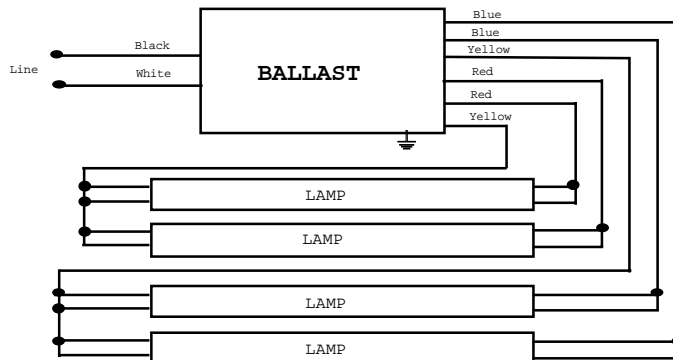 Blue
Blue
Black
Yellow
Line
White
BALLAST
Red
Red
Yellow
LAMP
LAMP
LAMP
LAMP